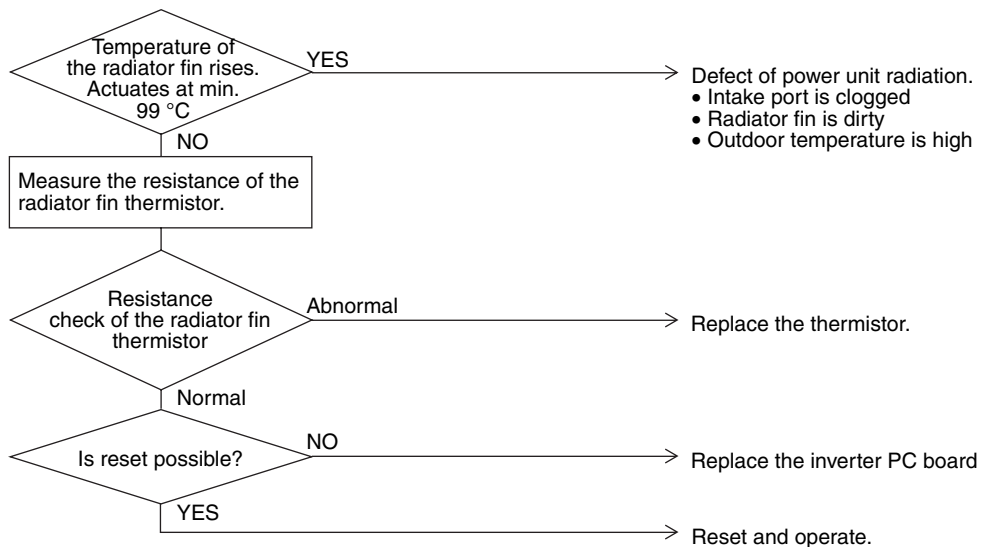 Temperature of
the radiator fin rises.
Actuates at min.
99 °C
YES
Defect of power unit radiation.
• Intake port is clogged
• Radiator fin is dirty
• Outdoor temperature is high
NO
Measure the resistance of the
radiator fin thermistor.
Resistance
check of the radiator fin
thermistor
Abnormal
Replace the thermistor.
Normal
Is reset possible?
NO
Replace the inverter PC board
YES
Reset and operate.